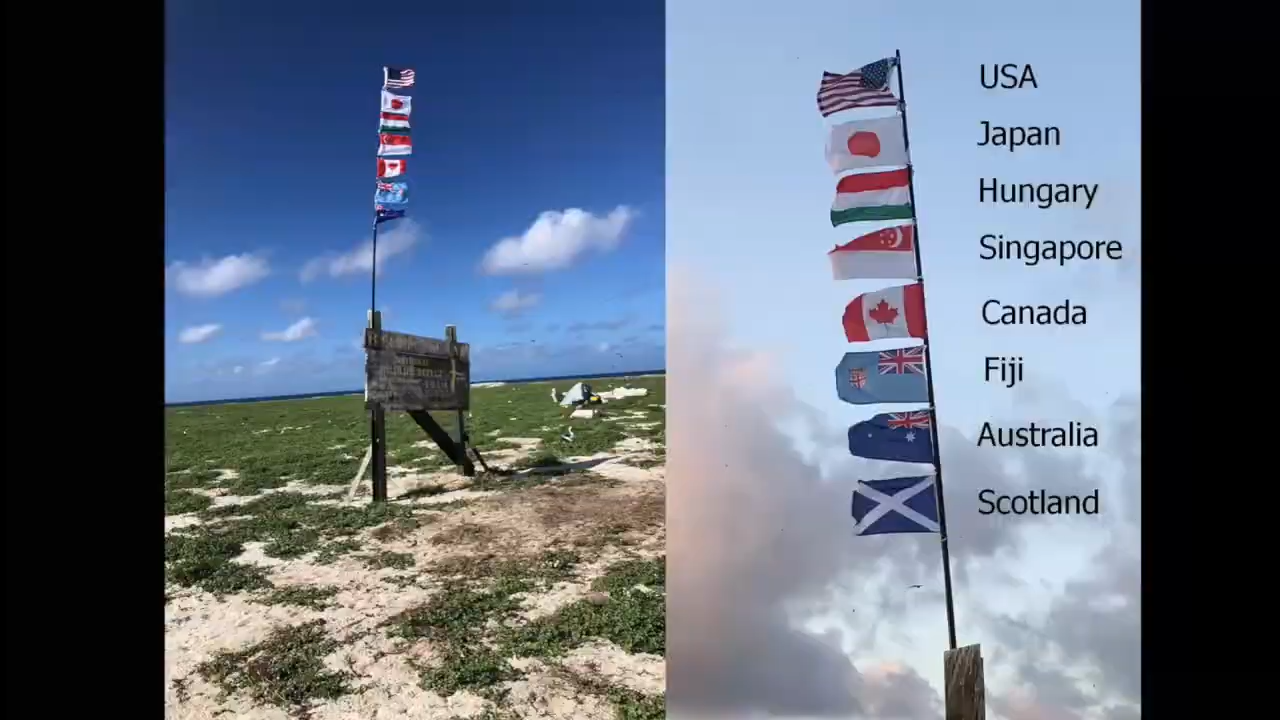 USA
Japan
Hungary
Singapore
Canada
Fiji
Australia
Scotland